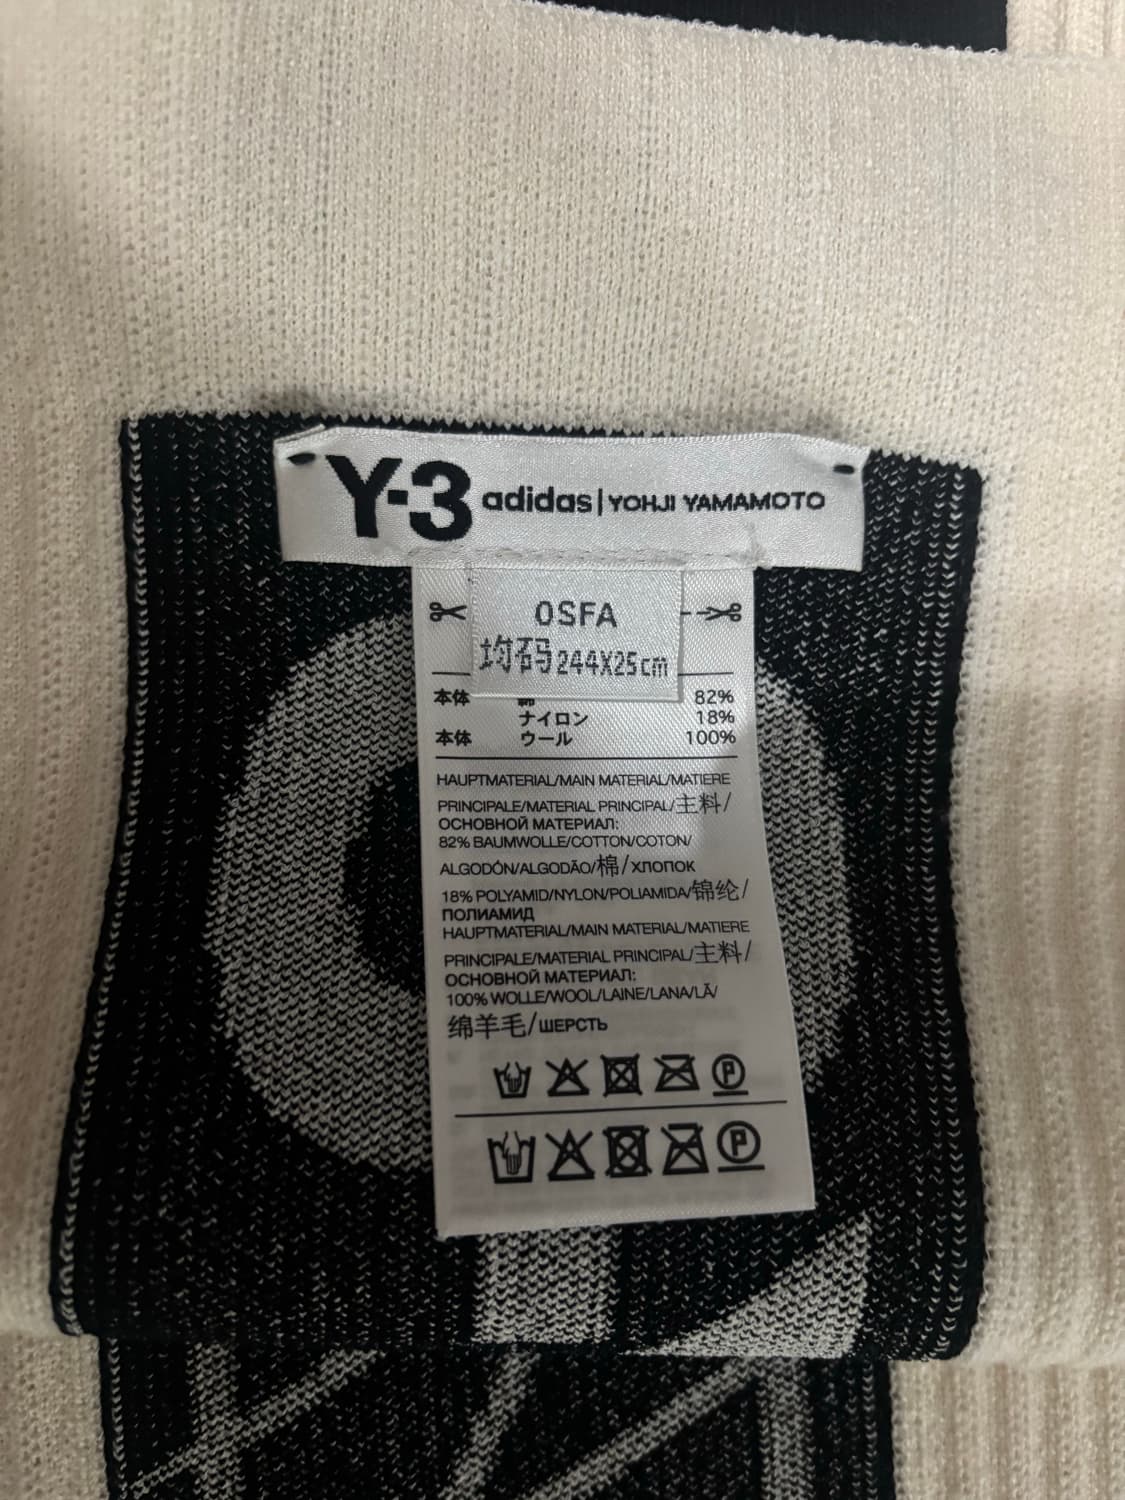 Y-3 adidas | YOHJI YAMAMOTO
OSFA
均码 244X25cm
本体 綿 82%
ナイロン 18%
本体 ウール 100%
HAUPTMATERIAL/MAIN MATERIAL/MATIERE
PRINCIPALE/MATERIAL PRINCIPAL/主料/
ОСНОВНОЙ МАТЕРИАЛ:
82% BAUMWOLLE/COTTON/COTON/
ALGODÓN/ALGODÃO/棉/ХЛОПОК
18% POLYAMID/NYLON/POLIAMIDA/锦纶/
ПОЛИАМИД
HAUPTMATERIAL/MAIN MATERIAL/MATIERE
PRINCIPALE/MATERIAL PRINCIPAL/主料/
ОСНОВНОЙ МАТЕРИАЛ:
100% WOLLE/WOOL/LAINE/LANA/LÃ/
绵羊毛/ШЕРСТЬ
P
P